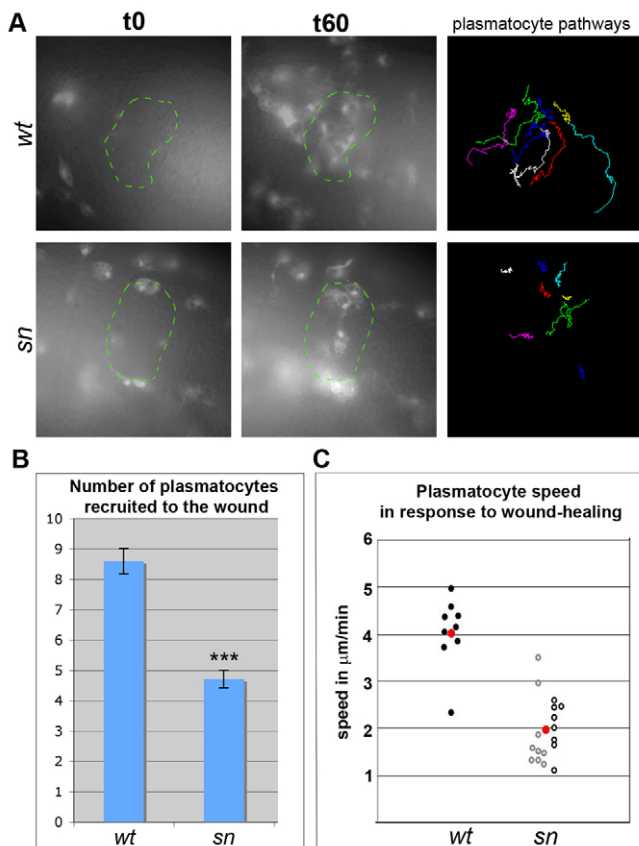 A
t0
t60
plasmatocyte pathways
wt
sn
B
Number of plasmatocytes
recruited to the wound
10
9
8
7
6
5
4
3
2
1
0
***
wt
sn
C
Plasmatocyte speed
in response to wound-healing
speed in μm/min
6
5
4
3
2
1
wt
sn